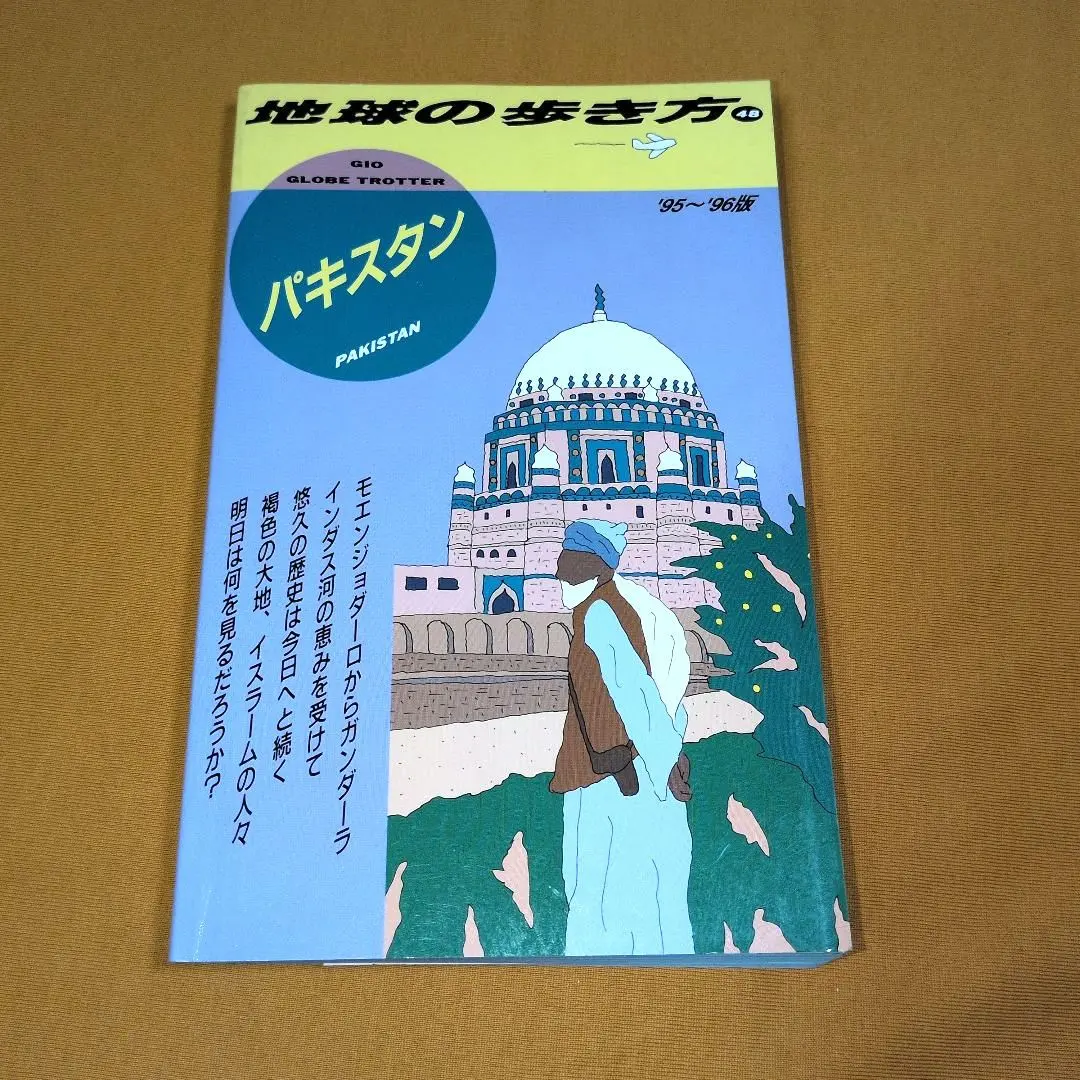 地球の歩き方 48
GIO
GLOBE TROTTER
'95〜'96版
パキスタン
PAKISTAN
モエンジョダーロからガンダーラ
インダス河の恵みを受けて
悠久の歴史は今日へと続く
褐色の大地、イスラームの人々
明日は何を見るだろうか?